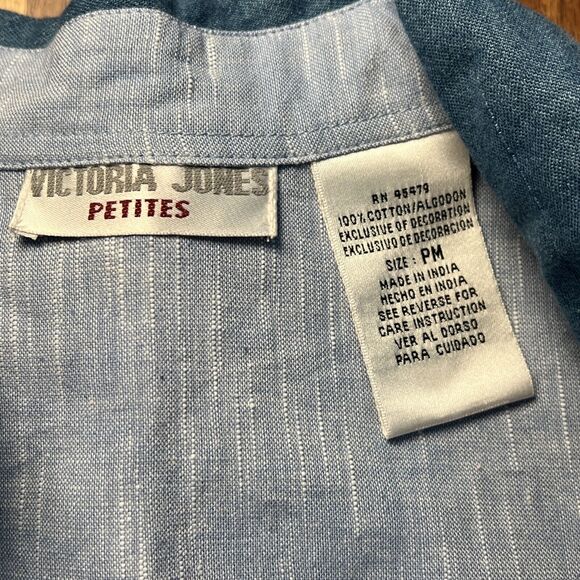 VICTORIA JONES
PETITES
RN 95479
100% COTTON/ALGODON
EXCLUSIVE OF DECORATION
EXCLUSIVO DE DECORACION
SIZE: PM
MADE IN INDIA
HECHO EN INDIA
SEE REVERSE FOR
CARE INSTRUCTION
VER AL DORSO
PARA CUIDADO